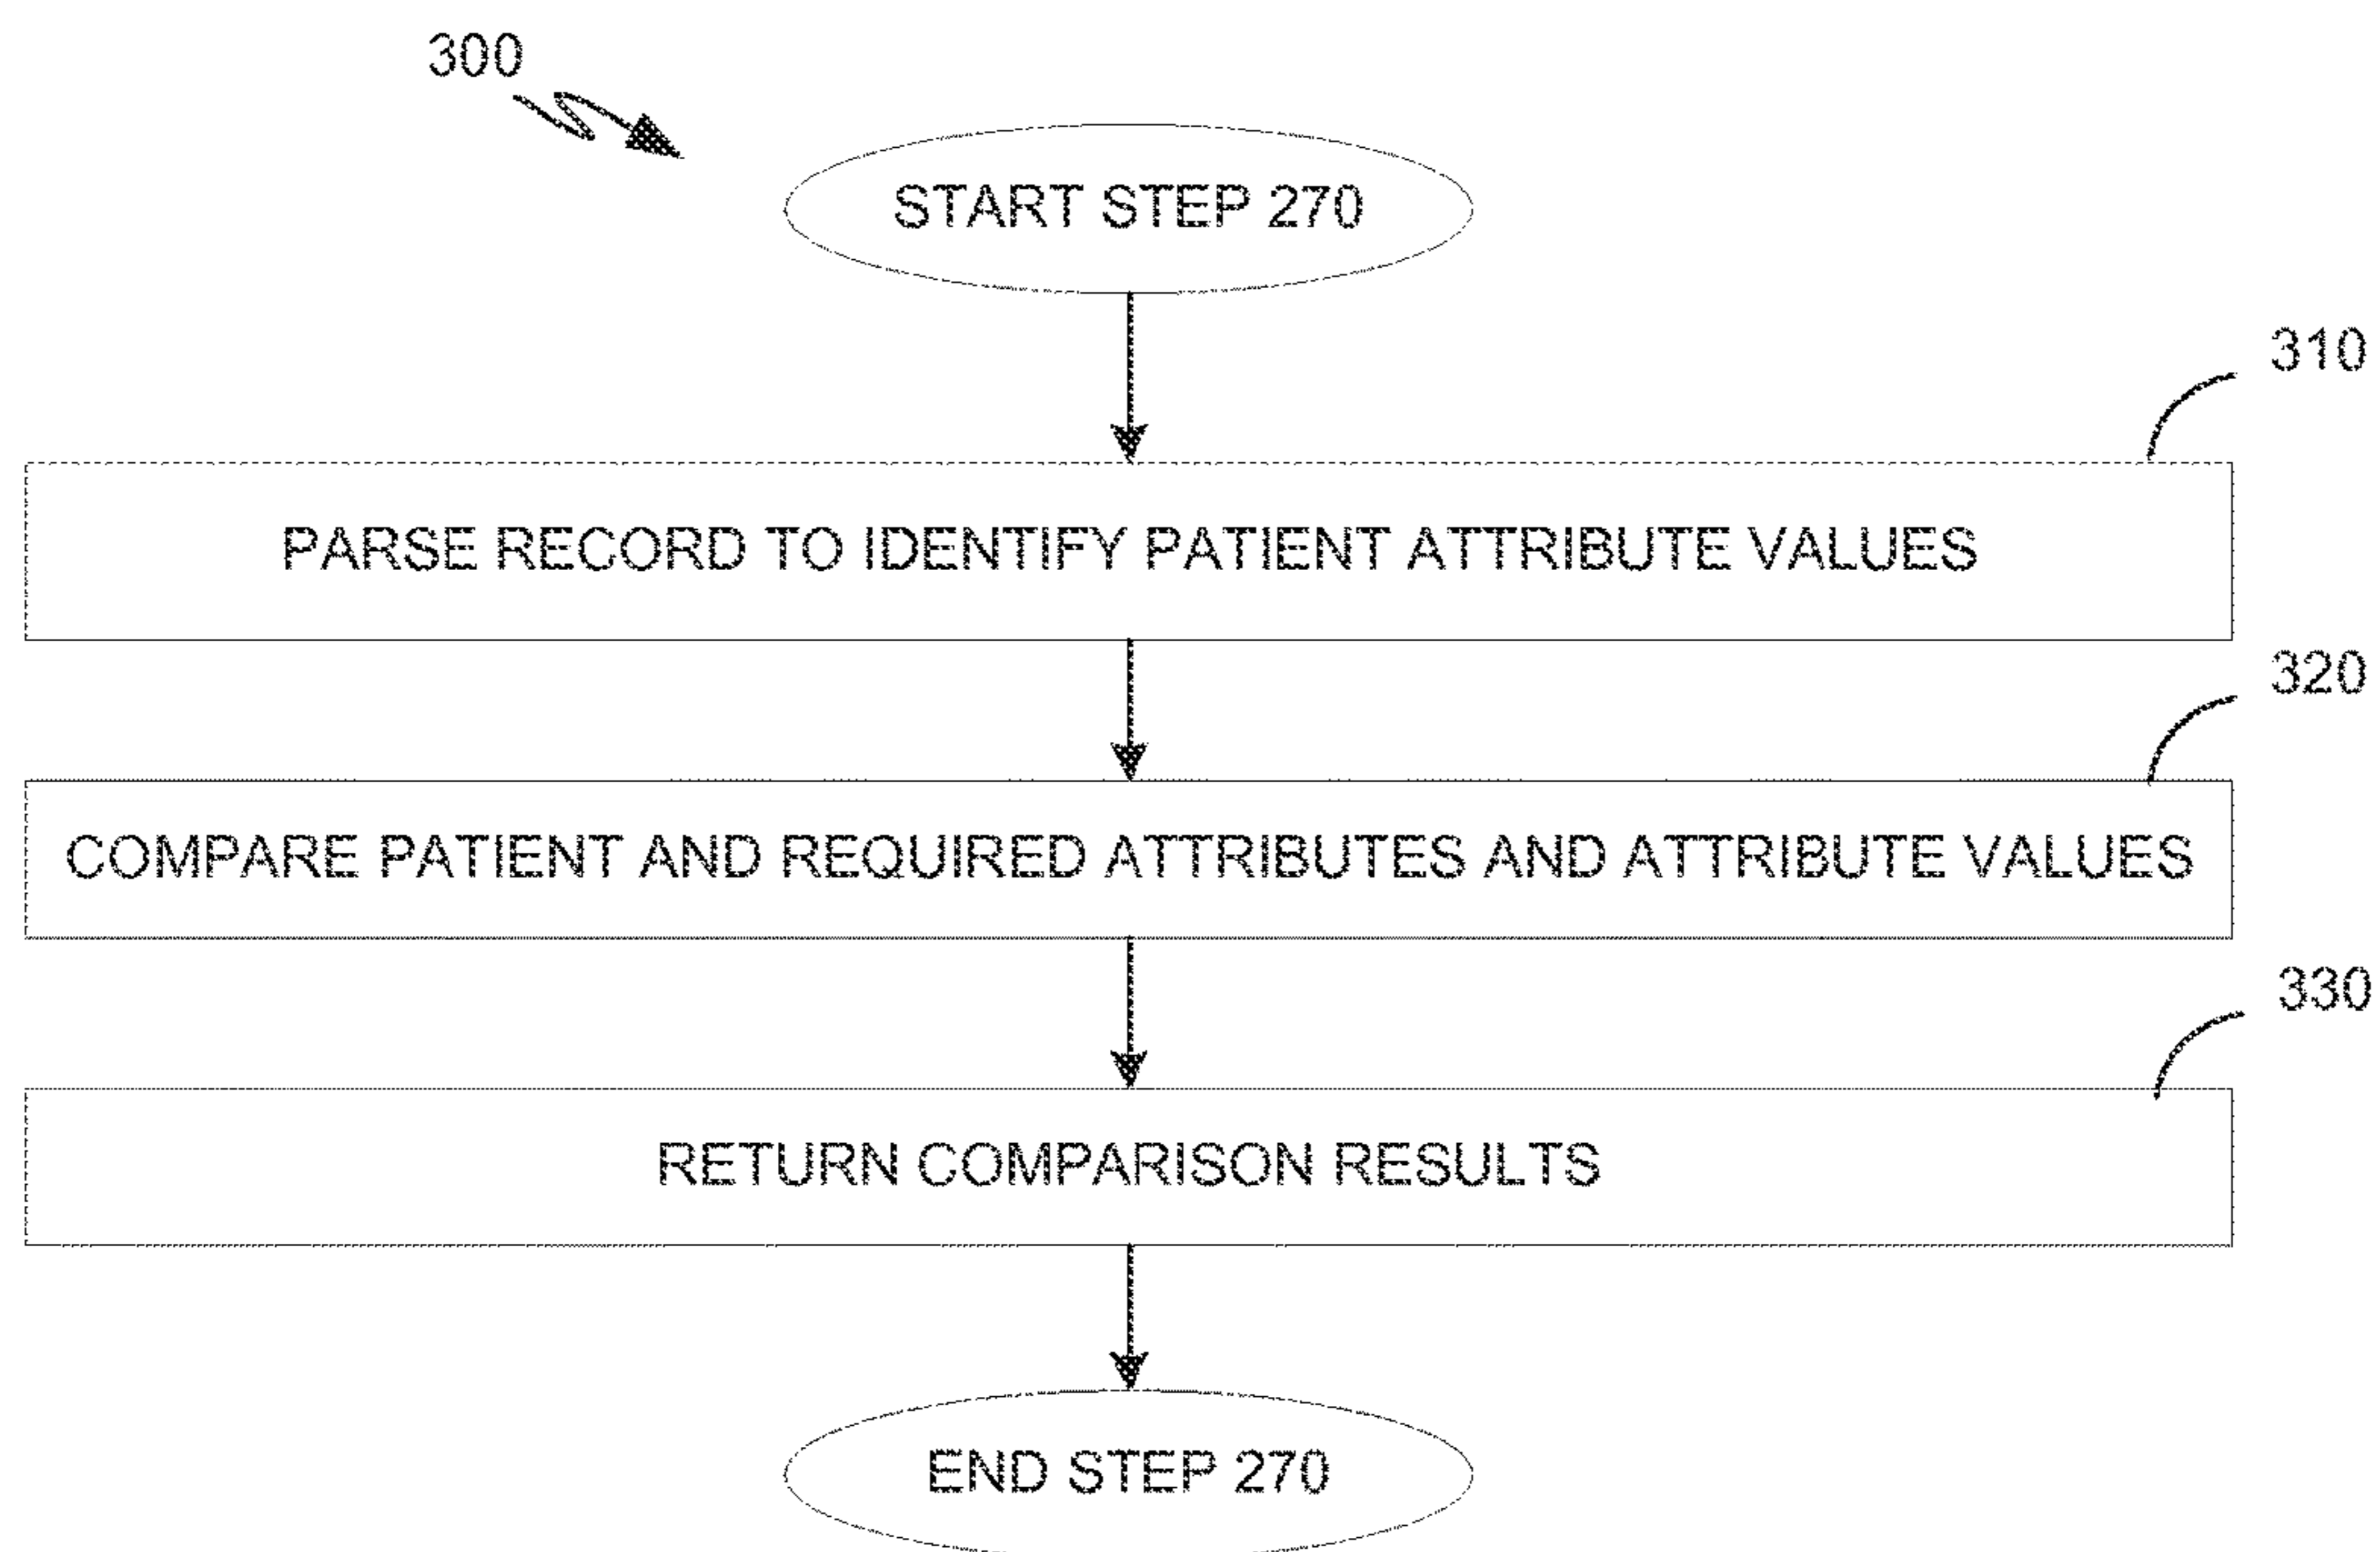 300
START STEP 270
310
PARSE RECORD TO IDENTIFY PATIENT ATTRIBUTE VALUES
320
COMPARE PATIENT AND REQUIRED ATTRIBUTES AND ATTRIBUTE VALUES
330
RETURN COMPARISON RESULTS
END STEP 270